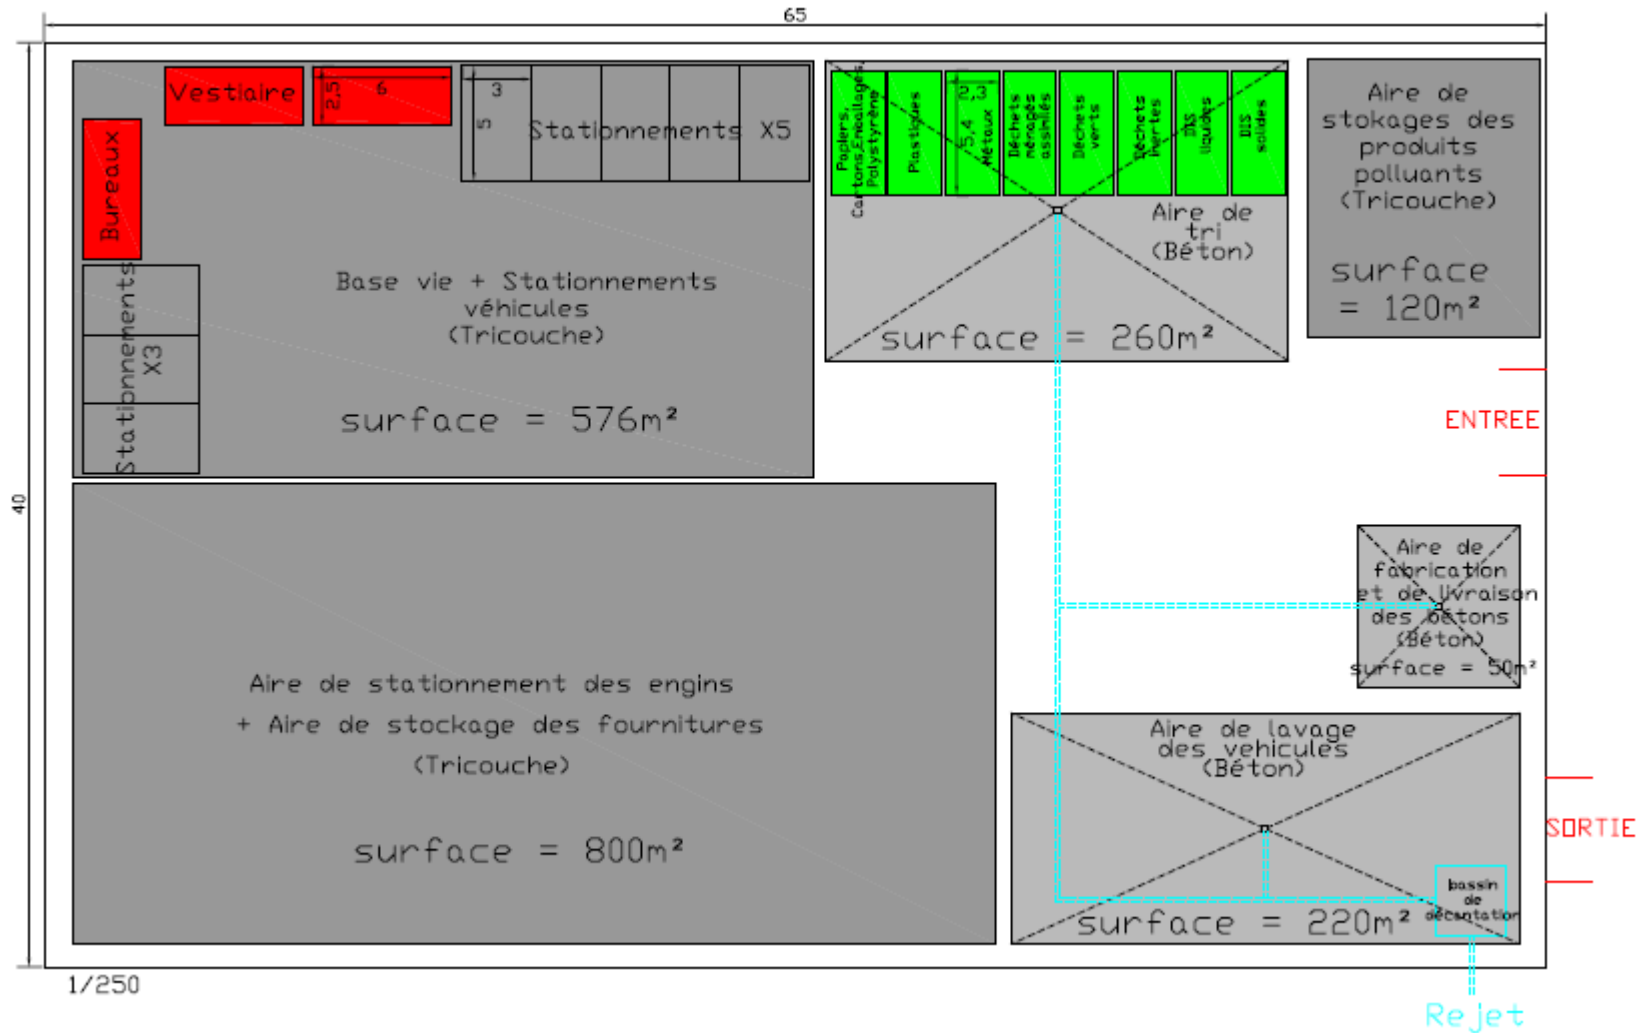 65
40
Vestiaire
2,5
6
3
5
Stationnements X5
Bureaux
Stationnements
X3
Base vie + Stationnements
véhicules
(Tricouche)
surface = 576m²
Papiers,
Cartons,Emballages,
Polystyrène
Plastiques
2,3
5,4
Métaux
Déchets
ménagés
assimilés
Déchets
verts
Déchets
inertes
DIS
liquides
DIS
solides
Aire de
tri
(Béton)
surface = 260m²
Aire de
stokages des
produits
polluants
(Tricouche)
surface
= 120m²
ENTREE
Aire de
fabrication
et de livraison
des bétons
(Béton)
surface = 50m²
Aire de stationnement des engins
+ Aire de stockage des fournitures
(Tricouche)
surface = 800m²
Aire de lavage
des vehicules
(Béton)
surface = 220m²
bassin
de
décantation
SORTIE
1/250
Rejet